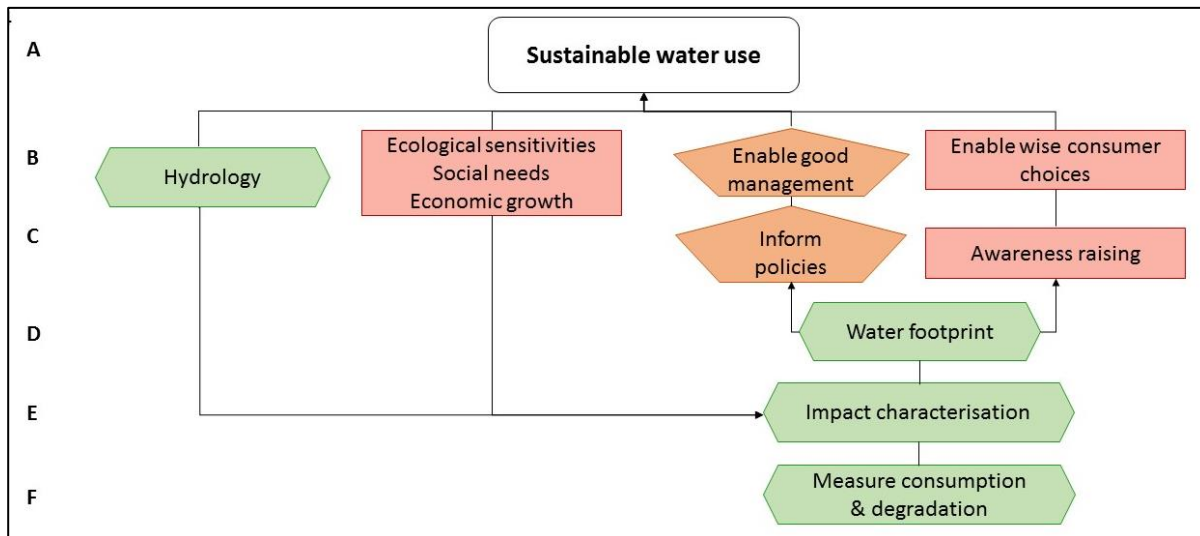 A
Sustainable water use
B
Hydrology
Ecological sensitivities
Social needs
Economic growth
Enable good
management
Enable wise consumer
choices
C
Inform
policies
Awareness raising
D
Water footprint
E
Impact characterisation
F
Measure consumption
& degradation